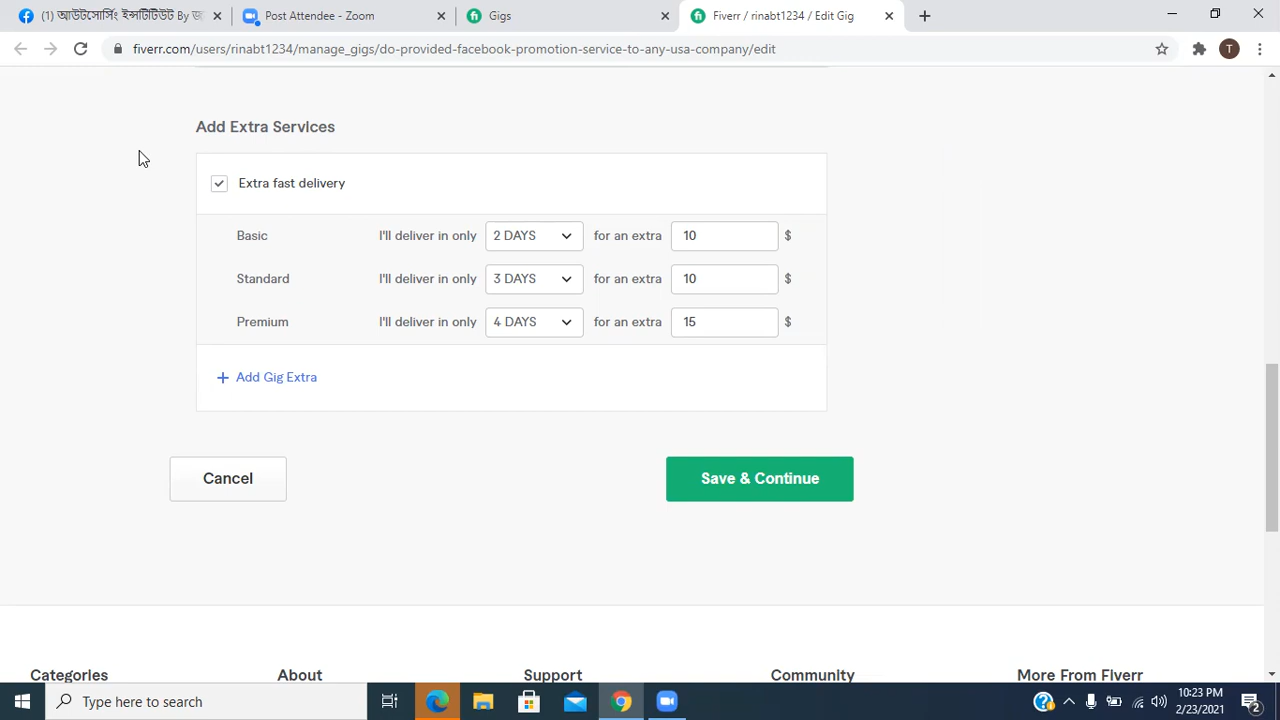 (1) আউটসোর্সিং ইন্সটিটিউট By জ
Post Attendee - Zoom
Gigs
Fiverr / rinabt1234 / Edit Gig
fiverr.com/users/rinabt1234/manage_gigs/do-provided-facebook-promotion-service-to-any-usa-company/edit
T
Add Extra Services
Extra fast delivery
Basic I'll deliver in only 2 DAYS for an extra 10 $
Standard I'll deliver in only 3 DAYS for an extra 10 $
Premium I'll deliver in only 4 DAYS for an extra 15 $
+ Add Gig Extra
Cancel Save & Continue
Categories About Support Community More From Fiverr
Type here to search
10:23 PM
2/23/2021
2